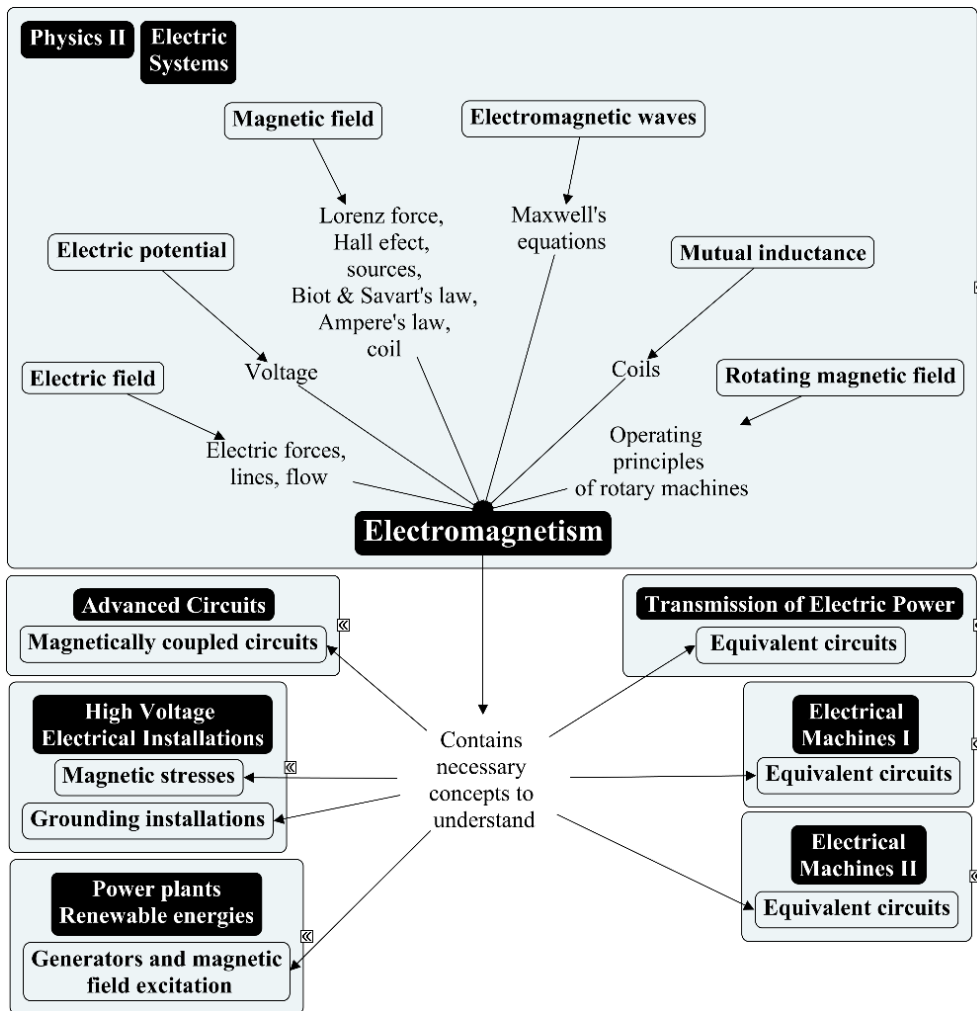 Physics II
Electric
Systems
Magnetic field
Electromagnetic waves
Lorenz force,
Hall efect,
sources,
Biot & Savart's law,
Ampere's law,
coil
Maxwell's
equations
Electric potential
Mutual inductance
Voltage
Coils
Electric field
Rotating magnetic field
Electric forces,
lines, flow
Operating
principles
of rotary machines
Electromagnetism
Advanced Circuits
Magnetically coupled circuits
Transmission of Electric Power
Equivalent circuits
High Voltage
Electrical Installations
Magnetic stresses
Grounding installations
Contains
necessary
concepts to
understand
Electrical
Machines I
Equivalent circuits
Electrical
Machines II
Equivalent circuits
Power plants
Renewable energies
Generators and magnetic
field excitation